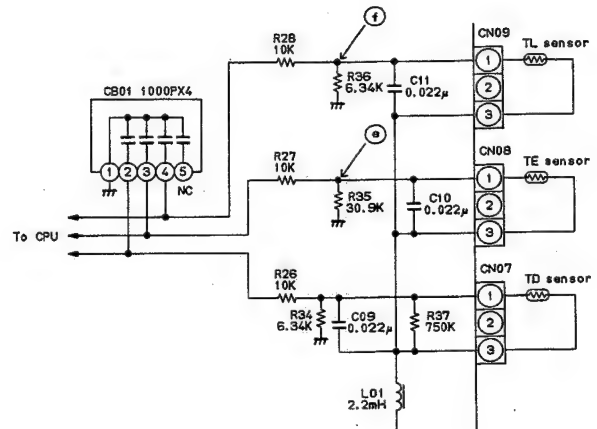 f
CN09
R28
10K
TL sensor
1
R36
6.34K
C11
0.022μ
2
3
CB01 1000PX4
1
2
3
4
5
NC
e
CN08
R27
10K
TE sensor
1
R35
30.9K
C10
0.022μ
2
3
To CPU
R26
10K
CN07
TD sensor
1
R34
6.34K
C09
0.022μ
R37
750K
2
3
L01
2.2mH